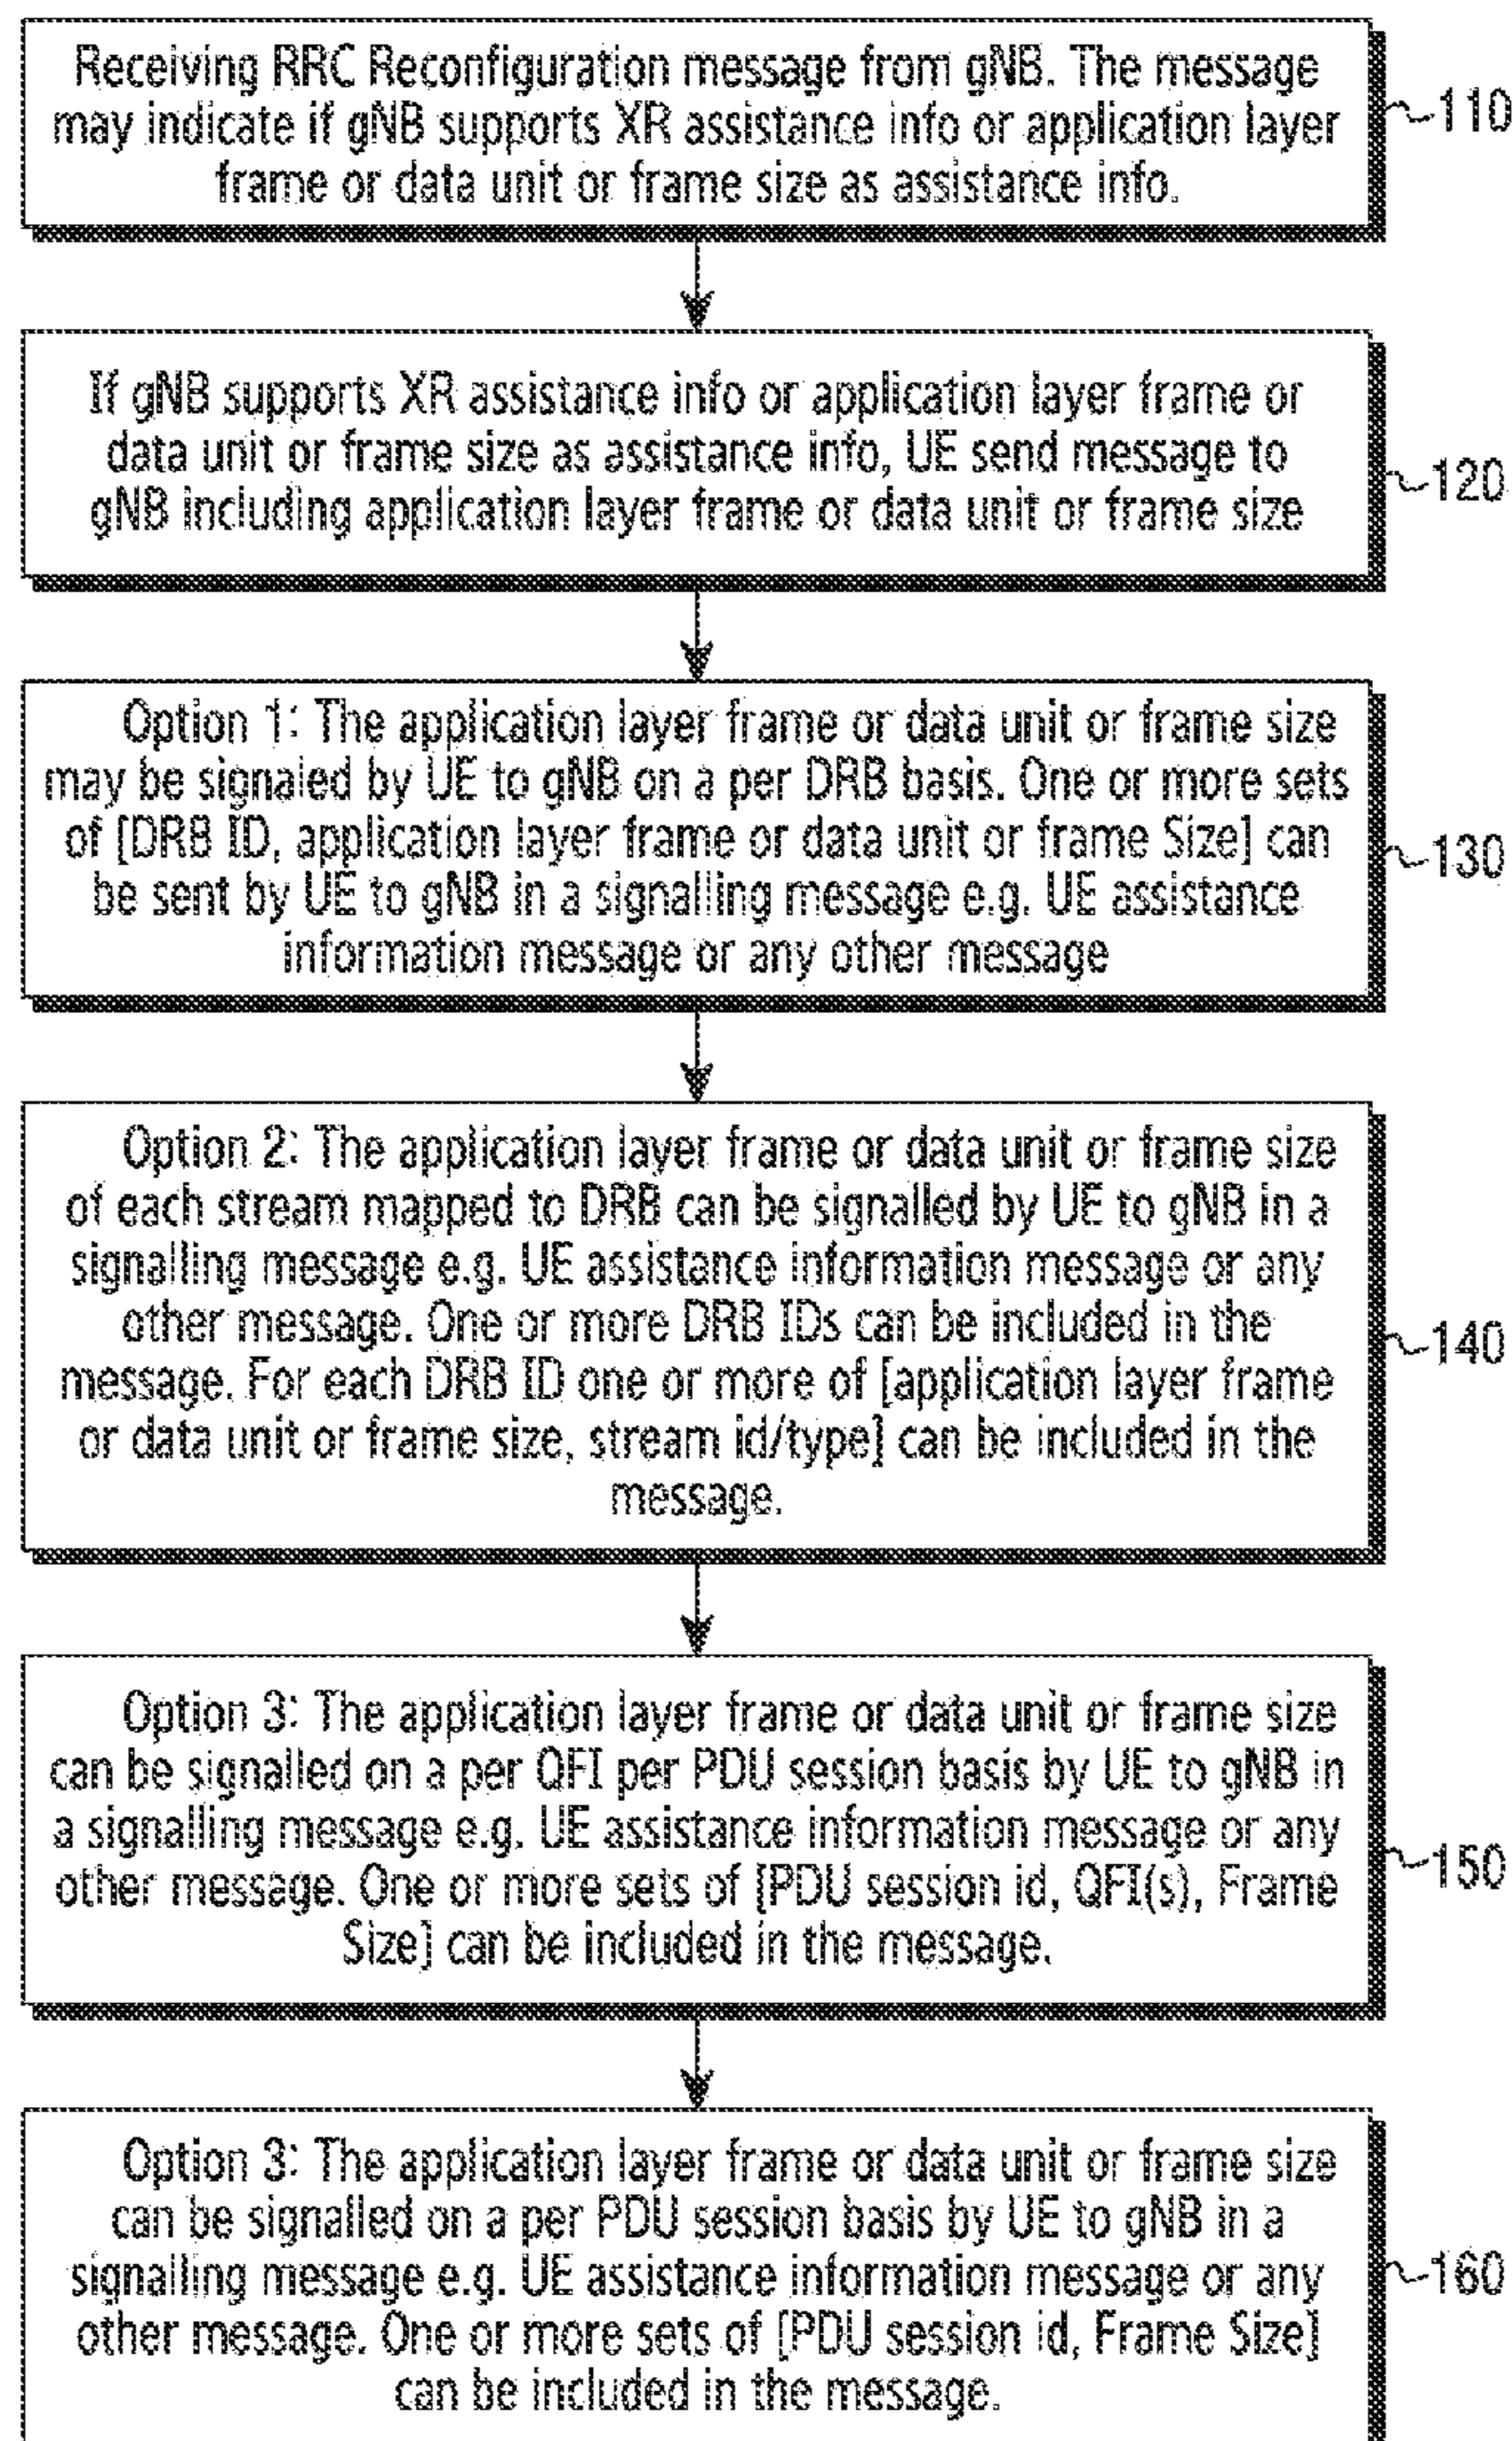 Receiving RRC Reconfiguration message from gNB. The message
may indicate if gNB supports XR assistance info or application layer
frame or data unit or frame size as assistance info.
110
If gNB supports XR assistance info or application layer frame or
data unit or frame size as assistance info, UE send message to
gNB including application layer frame or data unit or frame size
120
Option 1: The application layer frame or data unit or frame size
may be signaled by UE to gNB on a per DRB basis. One or more sets
of [DRB ID, application layer frame or data unit or frame Size] can
be sent by UE to gNB in a signalling message e.g. UE assistance
information message or any other message
130
Option 2: The application layer frame or data unit or frame size
of each stream mapped to DRB can be signalled by UE to gNB in a
signalling message e.g. UE assistance information message or any
other message. One or more DRB IDs can be included in the
message. For each DRB ID one or more of [application layer frame
or data unit or frame size, stream id/type] can be included in the
message.
140
Option 3: The application layer frame or data unit or frame size
can be signalled on a per QFI per PDU session basis by UE to gNB in
a signalling message e.g. UE assistance information message or any
other message. One or more sets of [PDU session id, QFI(s), Frame
Size] can be included in the message.
150
Option 3: The application layer frame or data unit or frame size
can be signalled on a per PDU session basis by UE to gNB in a
signalling message e.g. UE assistance information message or any
other message. One or more sets of [PDU session id, Frame Size]
can be included in the message.
160